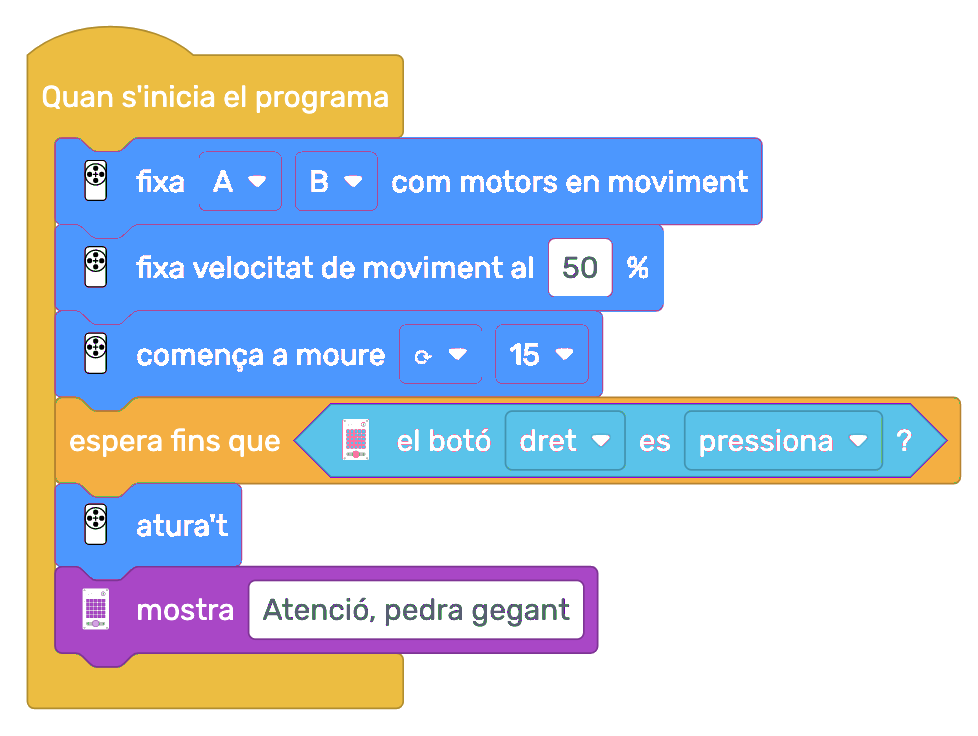 Quan s'inicia el programa
fixa A B com motors en moviment
fixa velocitat de moviment al 50 %
comença a moure ⟳ 15
espera fins que el botó dret es pressiona ?
atura't
mostra Atenció, pedra gegant